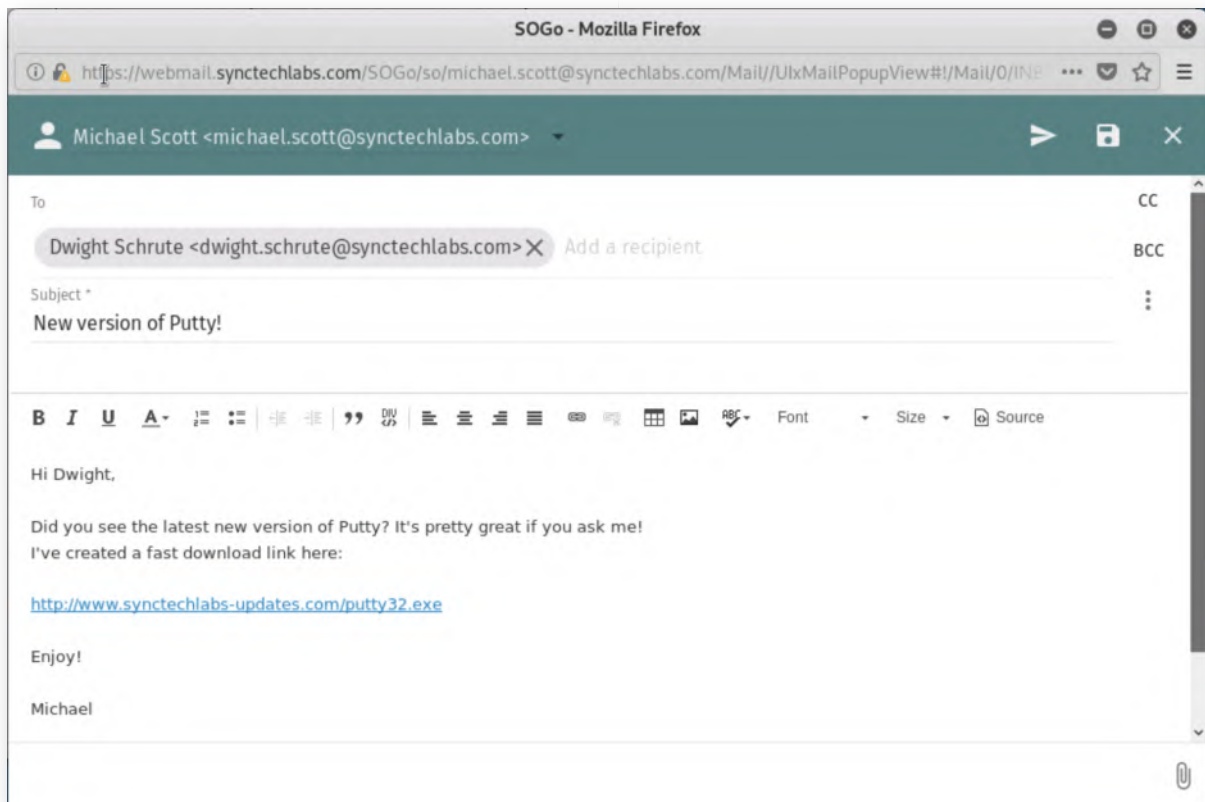 SOGo - Mozilla Firefox
https://webmail.synctechlabs.com/SOGo/so/michael.scott@synctechlabs.com/Mail//UIxMailPopupView#!/Mail/0/INB
Michael Scott <michael.scott@synctechlabs.com>
To
CC
Dwight Schrute <dwight.schrute@synctechlabs.com> Add a recipient
BCC
Subject *
New version of Putty!
B I U A ABC Font Size Source
Hi Dwight,
Did you see the latest new version of Putty? It's pretty great if you ask me!
I've created a fast download link here:
http://www.synctechlabs-updates.com/putty32.exe
Enjoy!
Michael